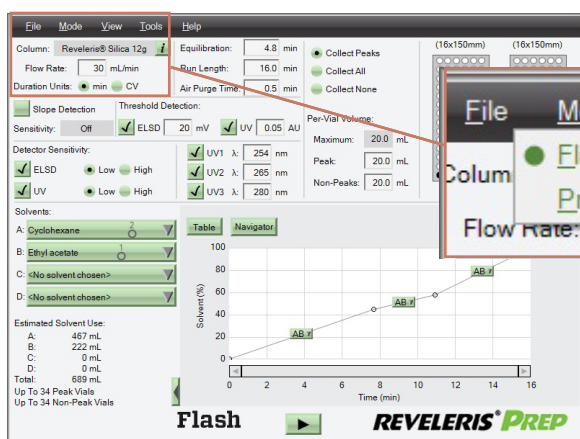 File Mode View Tools Help
Column: Reveleris® Silica 12g i
Flow Rate: 30 mL/min
Duration Units: min CV
Equilibration: 4.8 min
Run Length: 16.0 min
Air Purge Time: 0.5 min
Collect Peaks
Collect All
Collect None
(16x150mm) (16x150mm)
Slope Detection
Sensitivity: Off
Threshold Detection:
ELSD 20 mV UV 0.05 AU
Per-Vial Volume:
Maximum: 20.0 mL
Peak: 20.0 mL
Non-Peaks: 20.0 mL
Detector Sensitivity:
ELSD Low High
UV Low High
UV1 λ: 254 nm
UV2 λ: 265 nm
UV3 λ: 280 nm
File M
Colum Fl
Pr
Flow Rate:
Solvents:
A: Cyclohexane 2
B: Ethyl acetate 1
C: <No solvent chosen>
D: <No solvent chosen>
Table Navigator
Solvent (%)
100
80
60
40
20
0
AB
AB
AB
0 2 4 6 8 10 12 14 16
Time (min)
Estimated Solvent Use:
A: 467 mL
B: 222 mL
C: 0 mL
D: 0 mL
Total: 689 mL
Up To 34 Peak Vials
Up To 34 Non-Peak Vials
Flash
REVELERIS® PREP